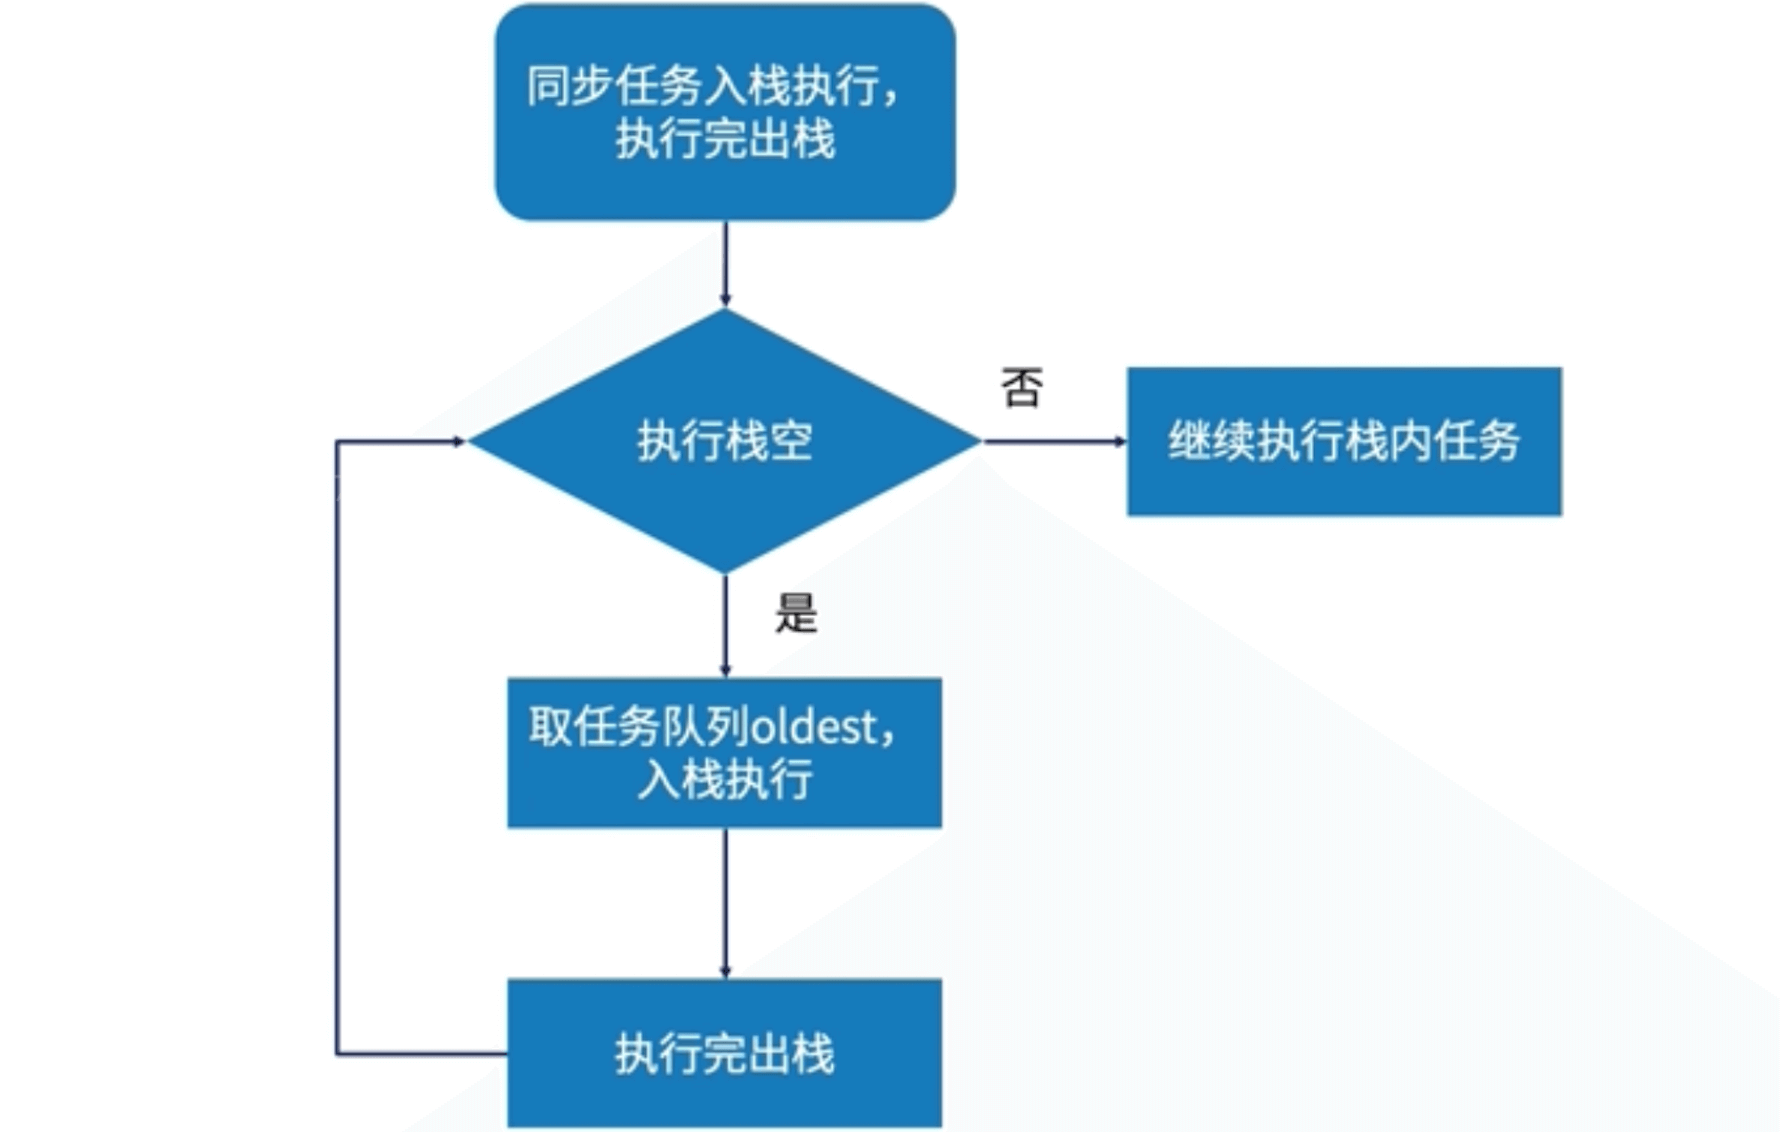 同步任务入栈执行，
执行完出栈
执行栈空
否
继续执行栈内任务
是
取任务队列oldest，
入栈执行
执行完出栈